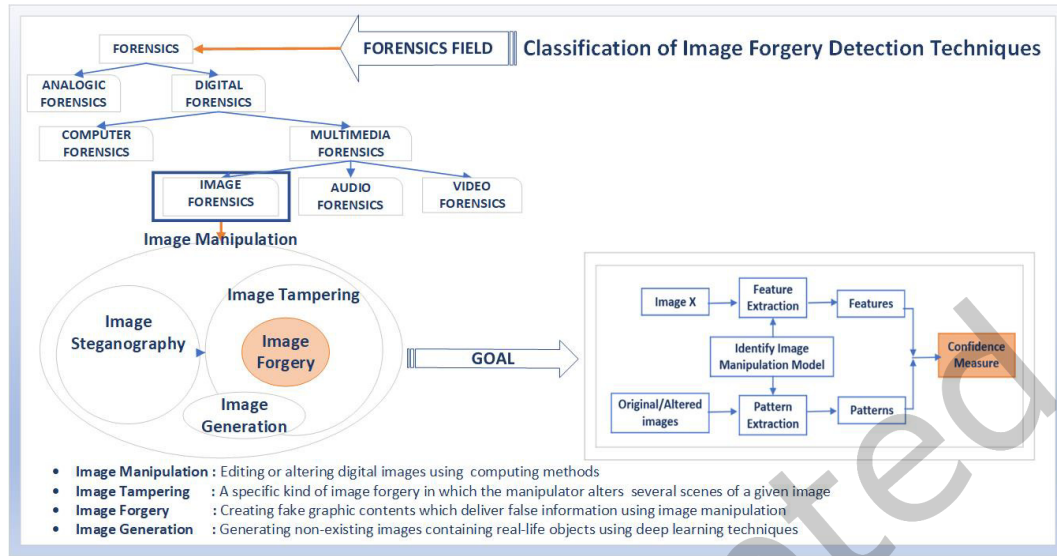 FORENSICS
FORENSICS FIELD
Classification of Image Forgery Detection Techniques
ANALOGIC
FORENSICS
DIGITAL
FORENSICS
COMPUTER
FORENSICS
MULTIMEDIA
FORENSICS
IMAGE
FORENSICS
AUDIO
FORENSICS
VIDEO
FORENSICS
Image Manipulation
Image Tampering
Image
Steganography
Image
Forgery
Image
Generation
GOAL
Image X
Feature
Extraction
Features
Identify Image
Manipulation Model
Confidence
Measure
Original/Altered
images
Pattern
Extraction
Patterns
• Image Manipulation : Editing or altering digital images using computing methods
• Image Tampering : A specific kind of image forgery in which the manipulator alters several scenes of a given image
• Image Forgery : Creating fake graphic contents which deliver false information using image manipulation
• Image Generation : Generating non-existing images containing real-life objects using deep learning techniques